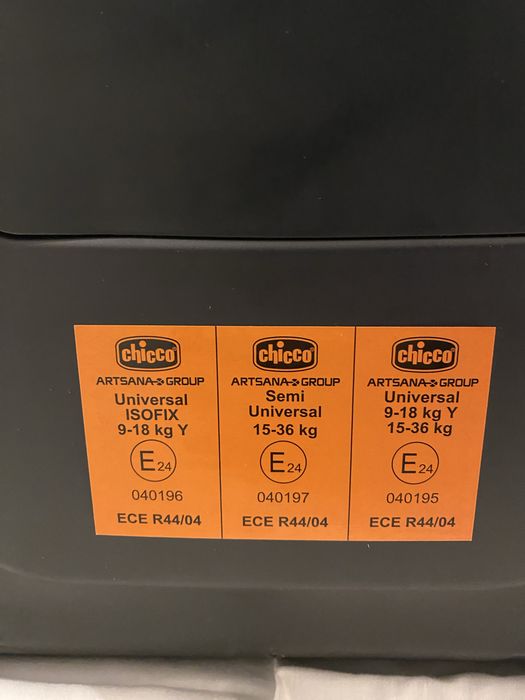 chicco
ARTSANA GROUP
Universal
ISOFIX
9-18 kg Y
E24
040196
ECE R44/04
chicco
ARTSANA GROUP
Semi
Universal
15-36 kg
E24
040197
ECE R44/04
chicco
ARTSANA GROUP
Universal
9-18 kg Y
15-36 kg
E24
040195
ECE R44/04